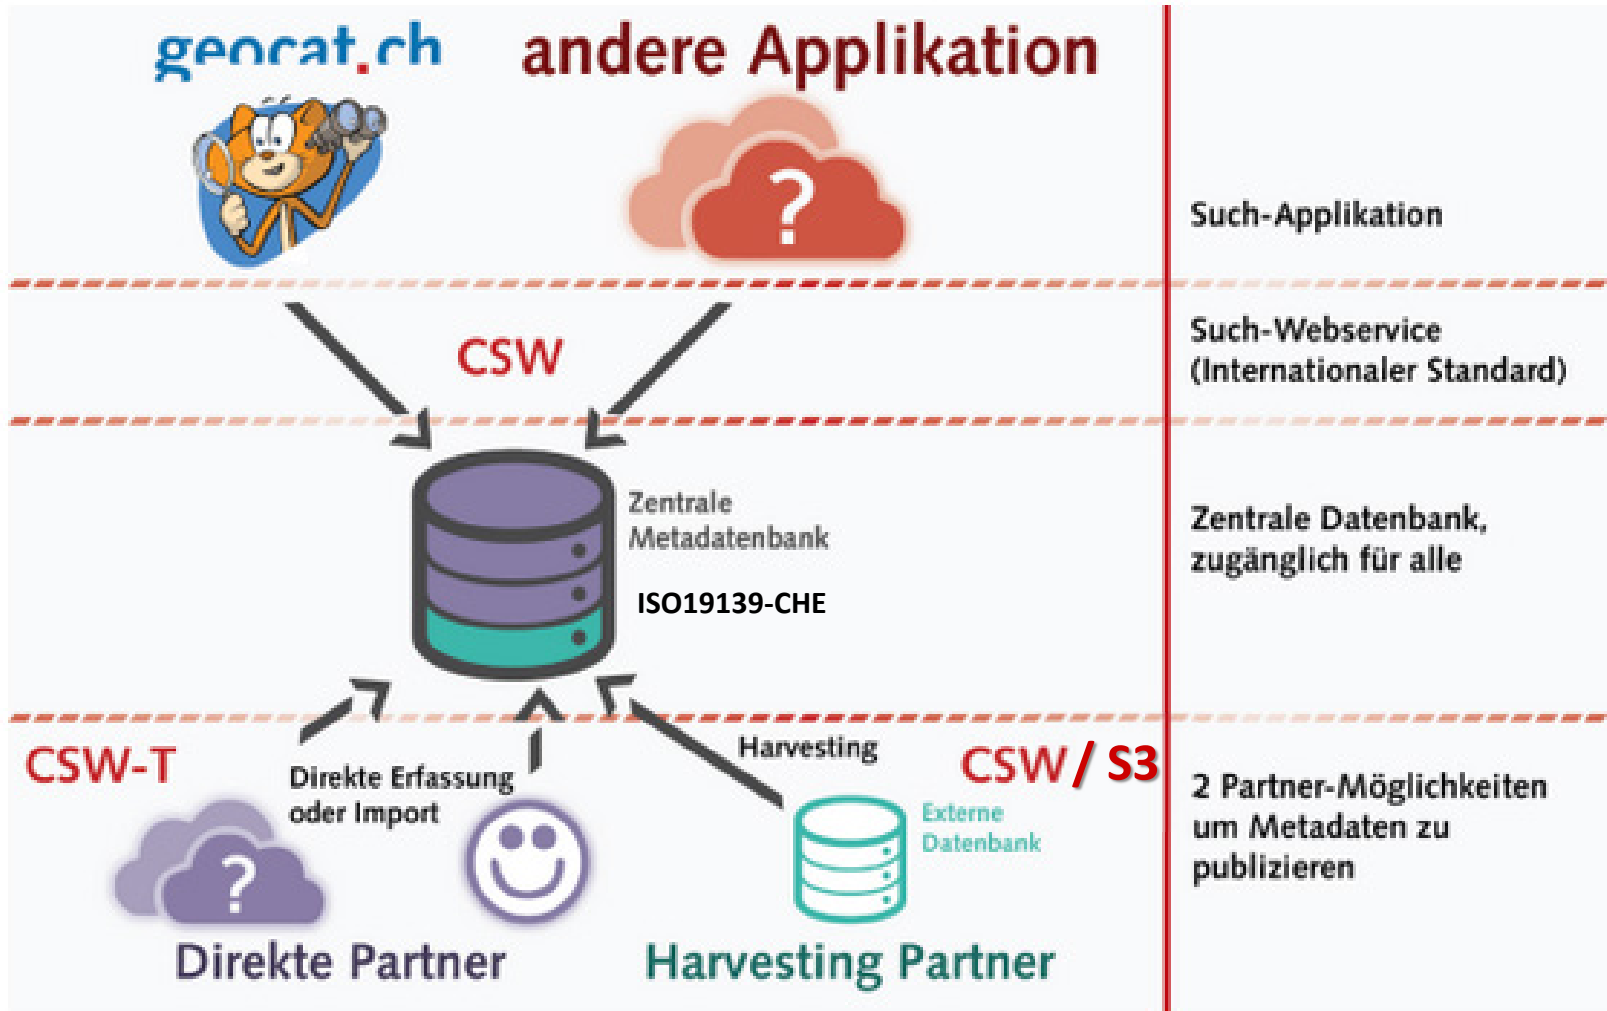 geocat.ch
andere Applikation
?
Such-Applikation
CSW
Such-Webservice
(Internationaler Standard)
Zentrale
Metadatenbank
ISO19139-CHE
Zentrale Datenbank,
zugänglich für alle
CSW-T
Direkte Erfassung
oder Import
?
Direkte Partner
Harvesting
CSW/ S3
Externe
Datenbank
Harvesting Partner
2 Partner-Möglichkeiten
um Metadaten zu
publizieren